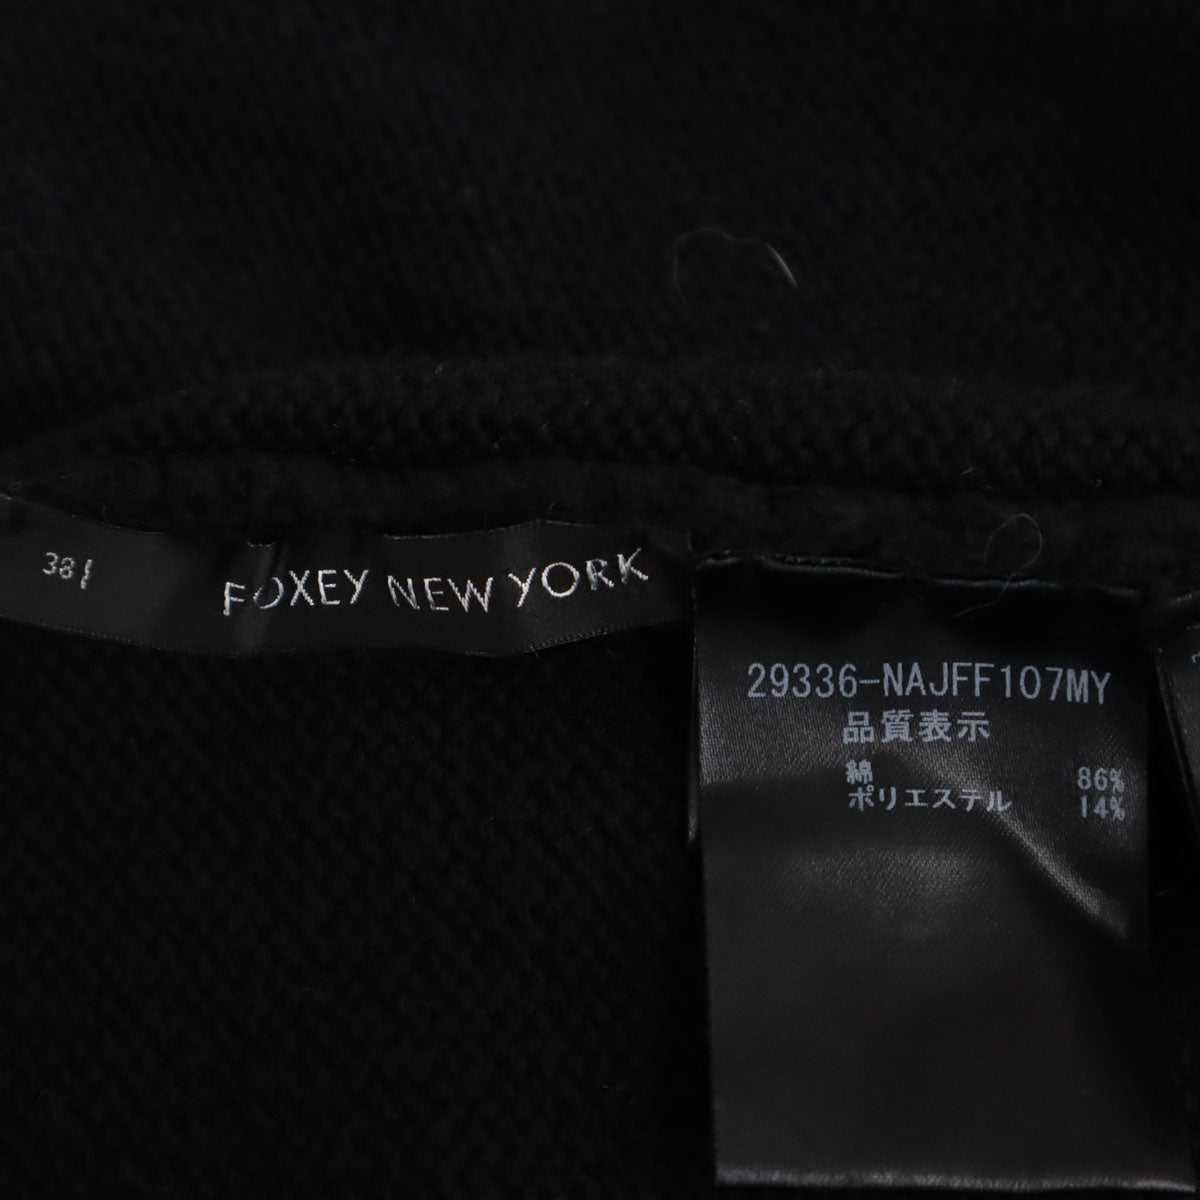 38
FOXEY NEW YORK
29336-NAJFF107MY
品質表示
綿 86%
ポリエステル 14%